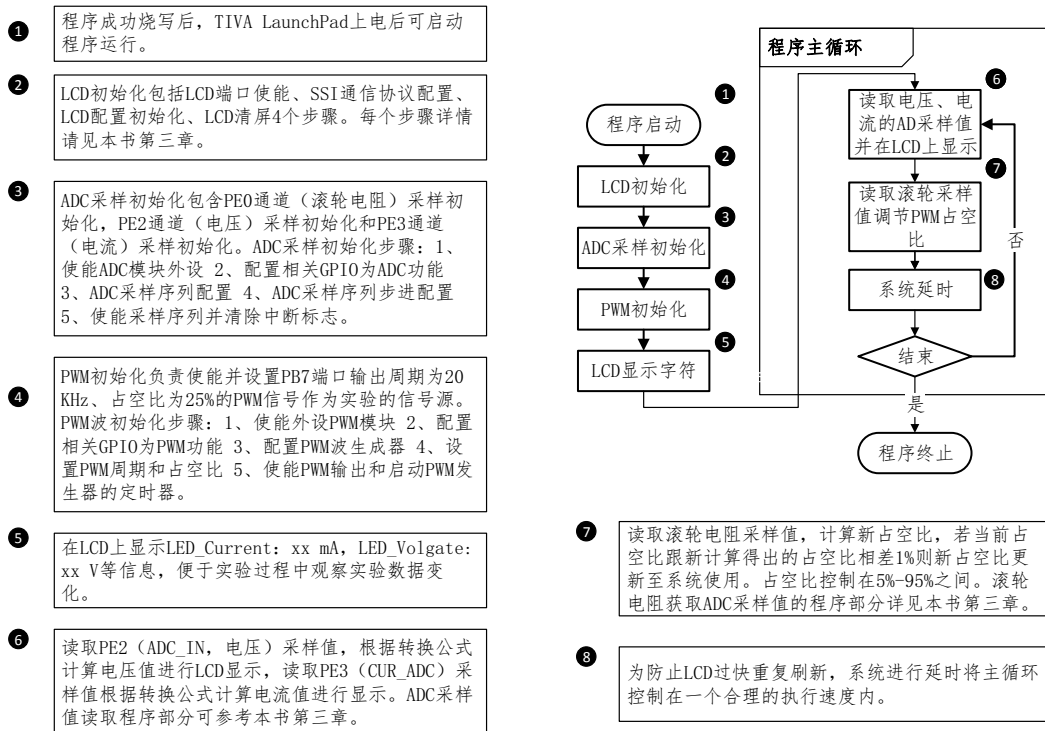 1
程序成功烧写后，TIVA LaunchPad上电后可启动
程序运行。
2
LCD初始化包括LCD端口使能、SSI通信协议配置、
LCD配置初始化、LCD清屏4个步骤。每个步骤详情
请见本书第三章。
3
ADC采样初始化包含PE0通道（滚轮电阻）采样初
始化，PE2通道（电压）采样初始化和PE3通道
（电流）采样初始化。ADC采样初始化步骤：1、
使能ADC模块外设 2、配置相关GPIO为ADC功能
3、ADC采样序列配置 4、ADC采样序列步进配置
5、使能采样序列并清除中断标志。
4
PWM初始化负责使能并设置PB7端口输出周期为20
KHz、占空比为25%的PWM信号作为实验的信号源。
PWM波初始化步骤：1、使能外设PWM模块 2、配置
相关GPIO为PWM功能 3、配置PWM波生成器 4、设
置PWM周期和占空比 5、使能PWM输出和启动PWM发
生器的定时器。
5
在LCD上显示LED_Current：xx mA，LED_Volgate:
xx V等信息，便于实验过程中观察实验数据变
化。
6
读取PE2（ADC_IN，电压）采样值，根据转换公式
计算电压值进行LCD显示，读取PE3（CUR_ADC）采
样值根据转换公式计算电流值进行显示。ADC采样
值读取程序部分可参考本书第三章。
1
程序启动
2
LCD初始化
3
ADC采样初始化
4
PWM初始化
5
LCD显示字符
程序主循环
6
读取电压、电
流的AD采样值
并在LCD上显示
7
读取滚轮采样
值调节PWM占空
比
8
系统延时
结束
否
是
程序终止
7
读取滚轮电阻采样值，计算新占空比，若当前占
空比跟新计算得出的占空比相差1%则新占空比更
新至系统使用。占空比控制在5%-95%之间。滚轮
电阻获取ADC采样值的程序部分详见本书第三章。
8
为防止LCD过快重复刷新，系统进行延时将主循环
控制在一个合理的执行速度内。